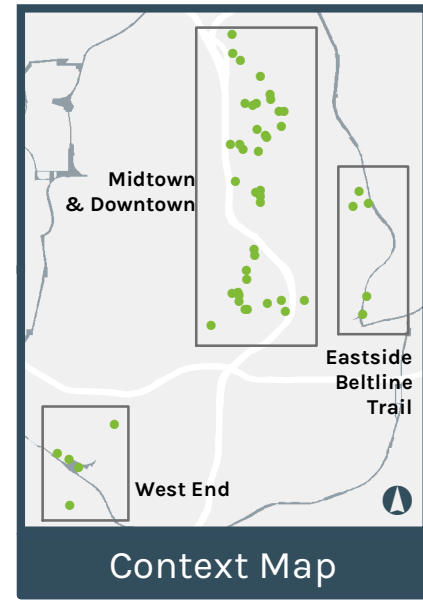 Midtown
& Downtown
Eastside
Beltline
Trail
West End
Context Map